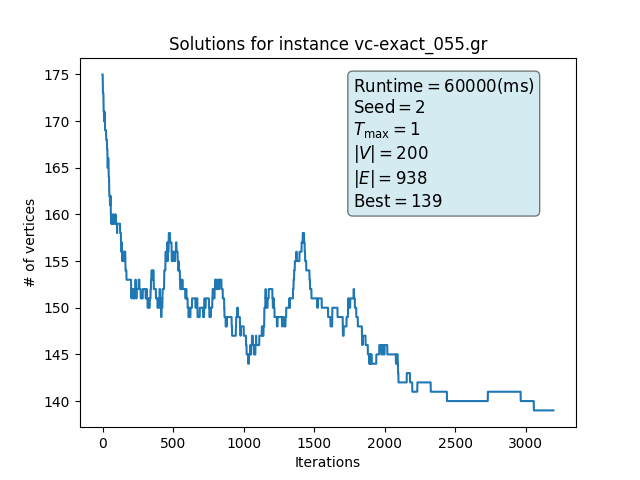 Solutions for instance vc-exact_055.gr
175
170
165
160
155
150
145
140
# of vertices
Runtime = 60000(ms)
Seed = 2
T_max = 1
|V| = 200
|E| = 938
Best = 139
0 500 1000 1500 2000 2500 3000
Iterations